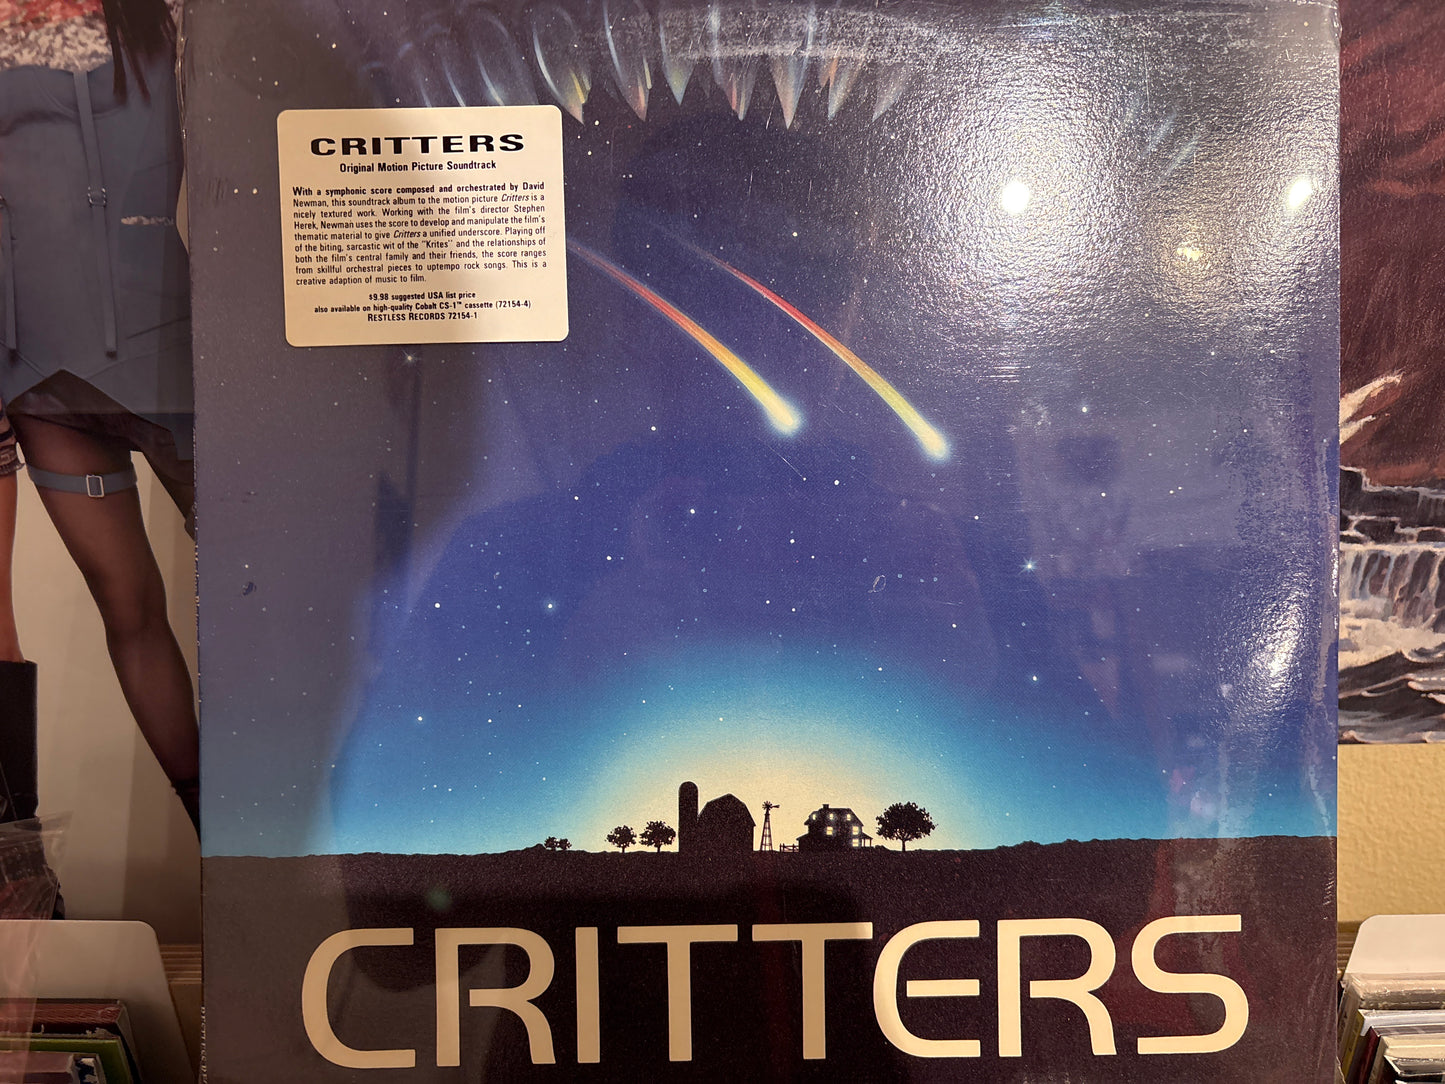 CRITTERS
Original Motion Picture Soundtrack
With a symphonic score composed and orchestrated by David
Newman, this soundtrack album to the motion picture Critters is a
nicely textured work. Working with the film's director Stephen
Herek, Newman uses the score to develop and manipulate the film's
thematic material to give Critters a unified underscore. Playing off
of the biting, sarcastic wit of the "Krites" and the relationships of
both the film's central family and their friends, the score ranges
from skillful orchestral pieces to uptempo rock songs. This is a
creative adaption of music to film.
$9.98 suggested USA list price
also available on high-quality Cobalt CS-1™ cassette (72154-4)
RESTLESS RECORDS 72154-1
CRITTERS